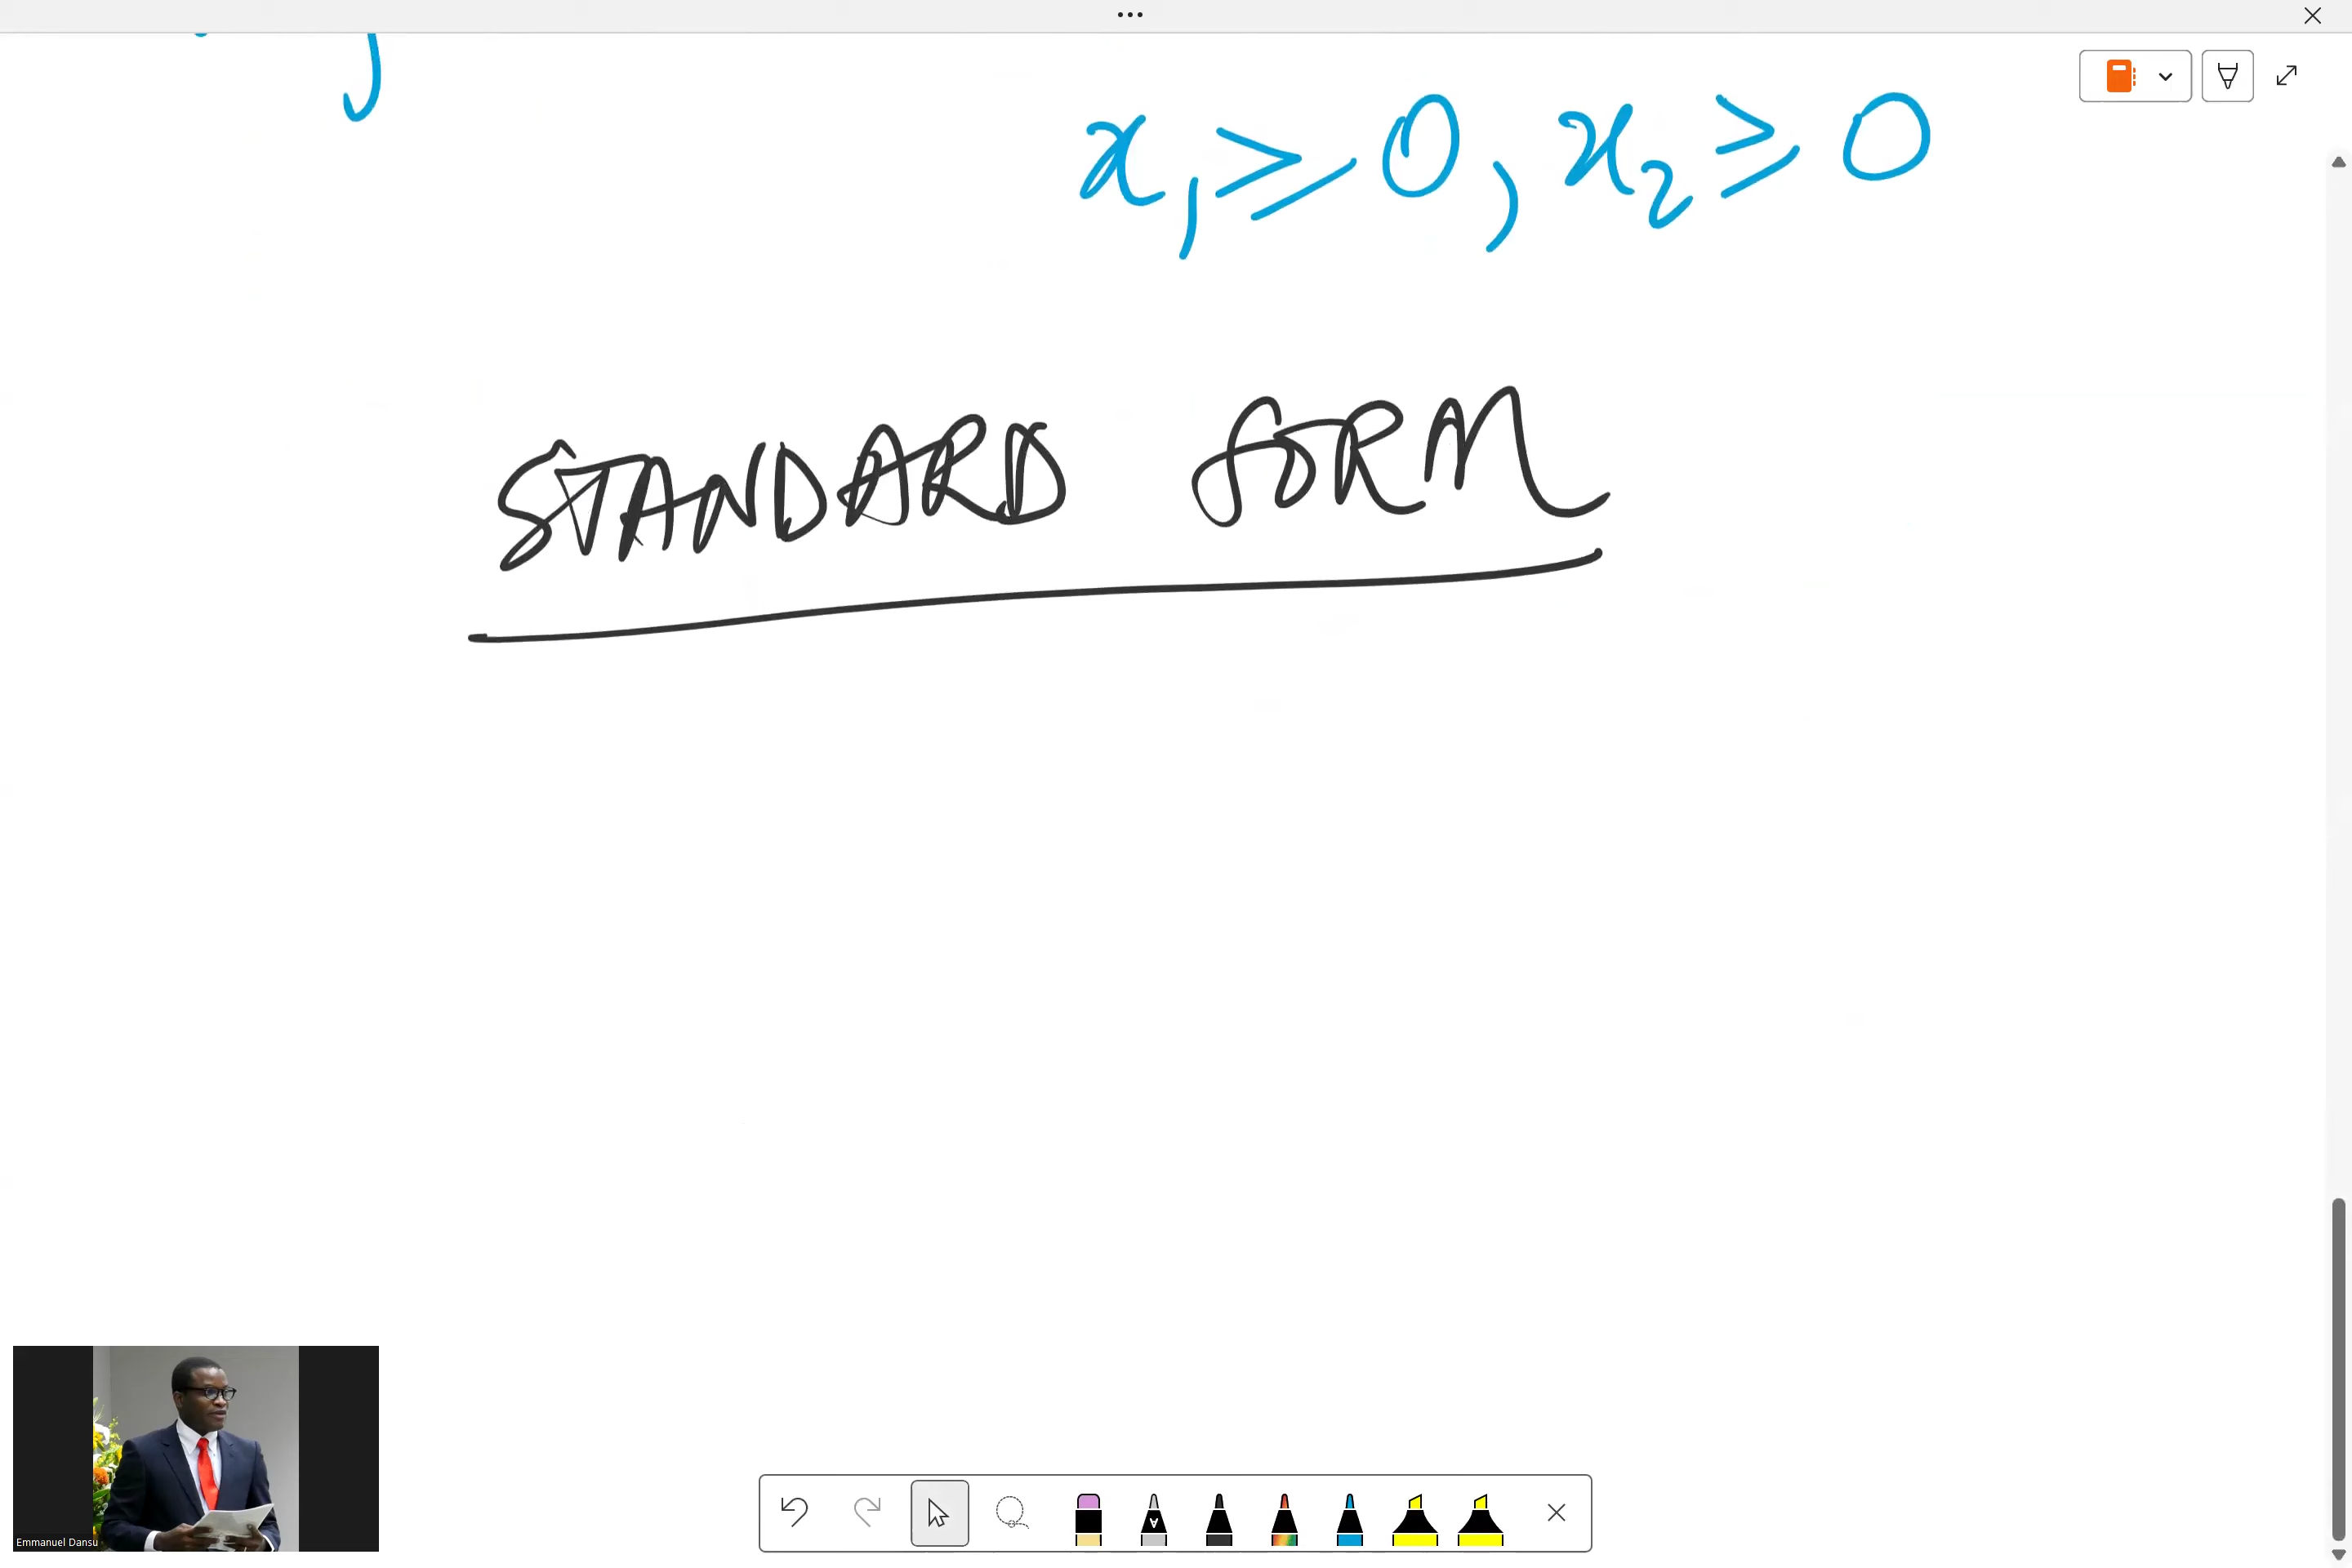 x₁ ≥ 0, x₂ ≥ 0
STANDARD FORM
Emmanuel Dansu